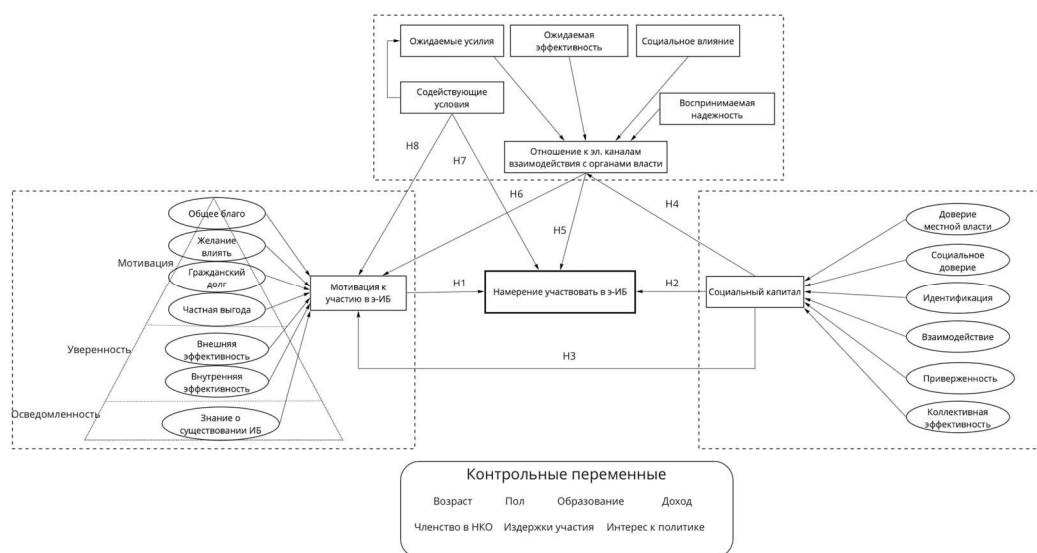 Ожидаемые усилия
Ожидаемая
эффективность
Социальное влияние
Содействующие
условия
Воспринимаемая
надежность
Отношение к эл. каналам
взаимодействия с органами власти
H8
H7
H6
H5
H4
Общее благо
Желание
влиять
Мотивация
Гражданский
долг
Частная выгода
Уверенность
Внешняя
эффективность
Внутренняя
эффективность
Осведомленность
Знание о
существовании ИБ
Мотивация к
участию в э-ИБ
H1
Намерение участвовать в э-ИБ
H2
Социальный капитал
H3
Доверие
местной власти
Социальное
доверие
Идентификация
Взаимодействие
Приверженность
Коллективная
эффективность
Контрольные переменные
Возраст Пол Образование Доход
Членство в НКО Издержки участия Интерес к политике